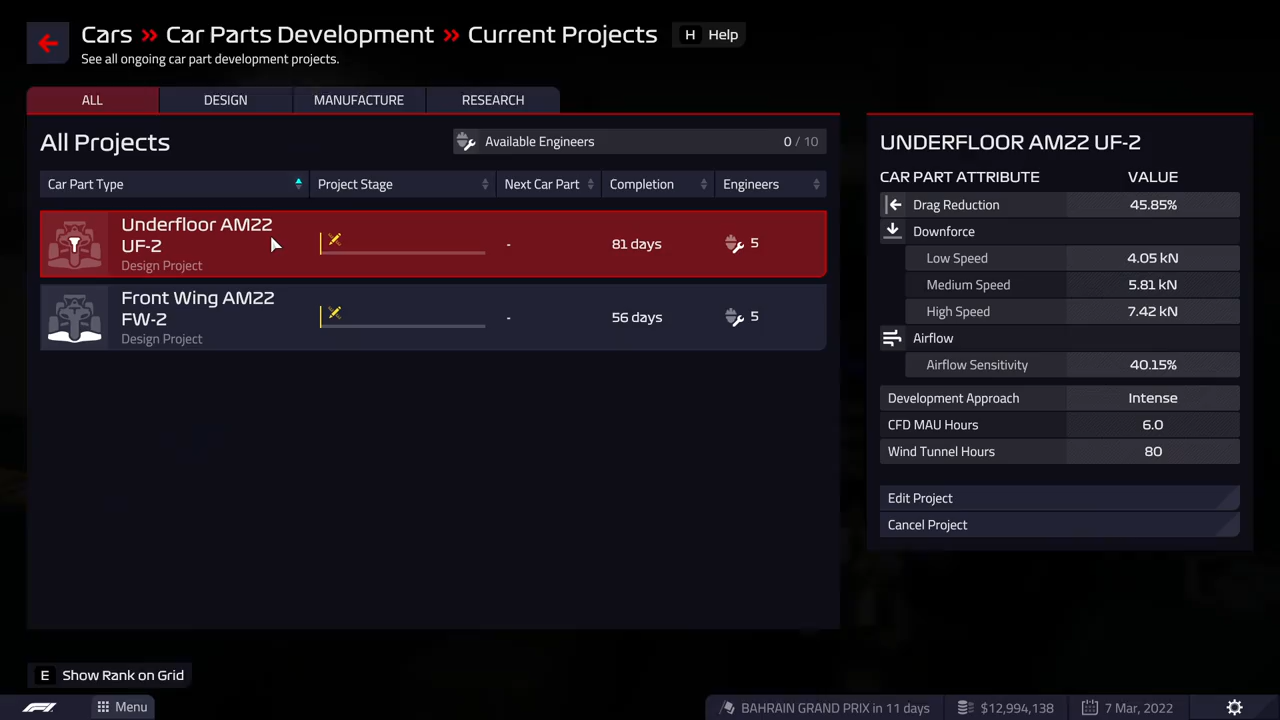 Cars » Car Parts Development » Current Projects H Help
See all ongoing car part development projects.
ALL DESIGN MANUFACTURE RESEARCH
All Projects Available Engineers 0 / 10
Car Part Type Project Stage Next Car Part Completion Engineers
Underfloor AM22
UF-2 - 81 days 5
Design Project
Front Wing AM22
FW-2 - 56 days 5
Design Project
UNDERFLOOR AM22 UF-2
CAR PART ATTRIBUTE VALUE
Drag Reduction 45.85%
Downforce
Low Speed 4.05 kN
Medium Speed 5.81 kN
High Speed 7.42 kN
Airflow
Airflow Sensitivity 40.15%
Development Approach Intense
CFD MAU Hours 6.0
Wind Tunnel Hours 80
Edit Project
Cancel Project
E Show Rank on Grid
F1 Menu BAHRAIN GRAND PRIX in 11 days $12,994,138 7 Mar, 2022